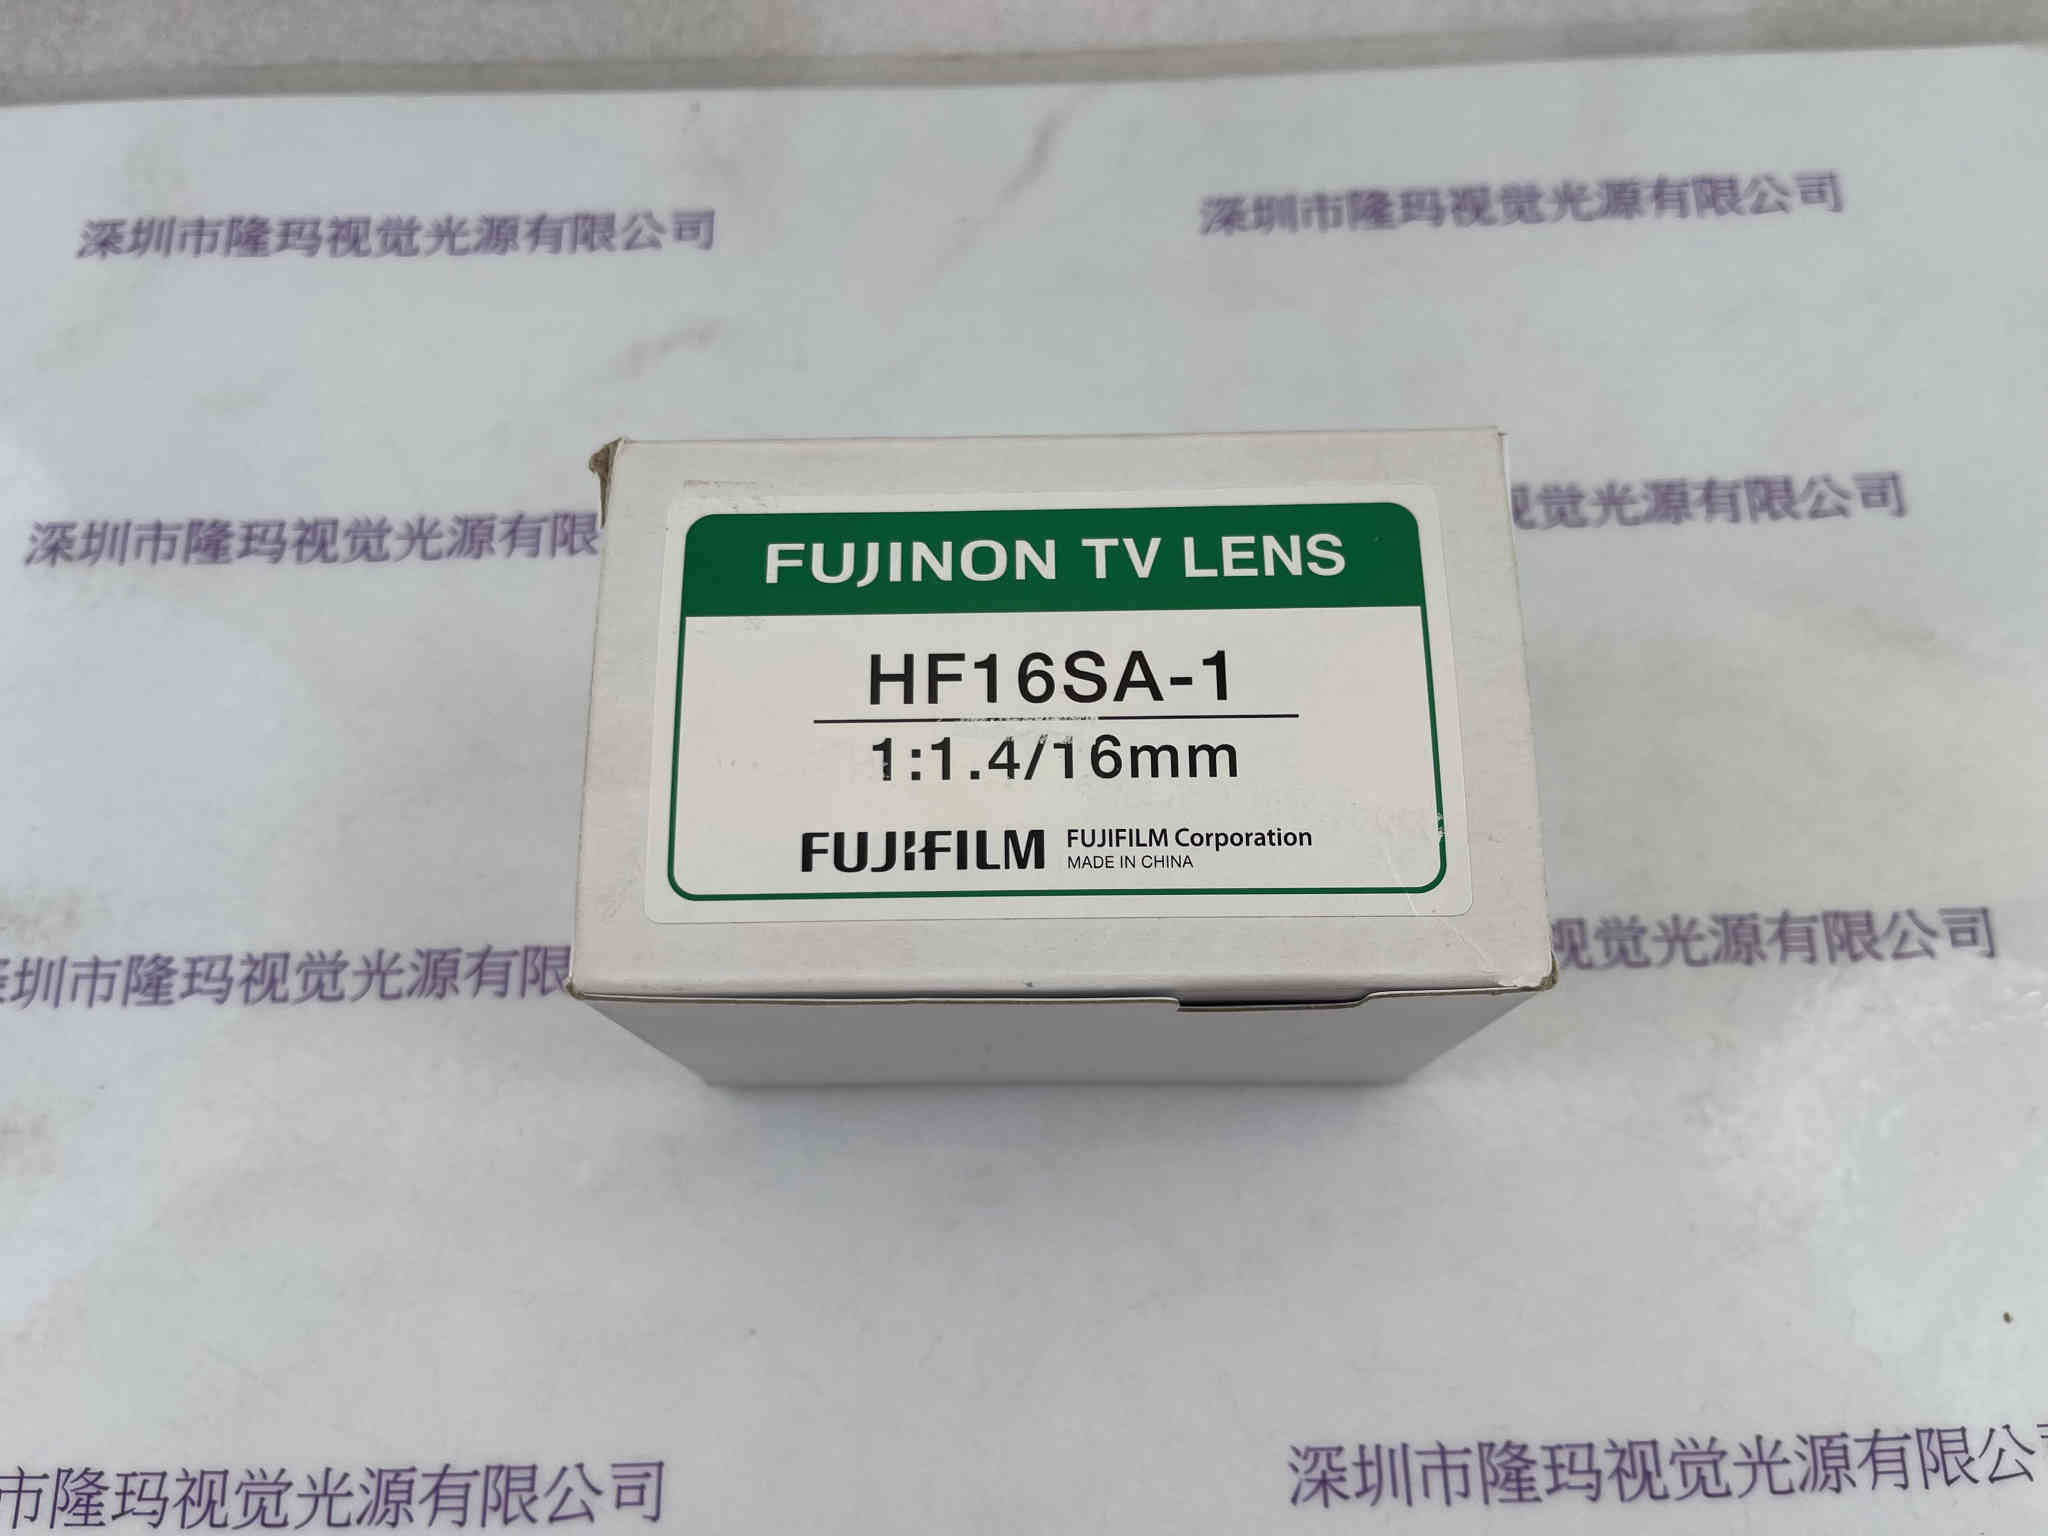 深圳市隆玛视觉光源有限公司
深圳市隆玛视觉光源有限公司
深圳市隆玛视觉光源有限
视觉光源有限公司
FUJINON TV LENS
HF16SA-1
1:1.4/16mm
FUJIFILM
FUJIFILM Corporation
MADE IN CHINA
深圳市隆玛视觉光源有限
视觉光源有限公司
市隆玛视觉光源有限公司
深圳市隆玛视觉光源有限公司